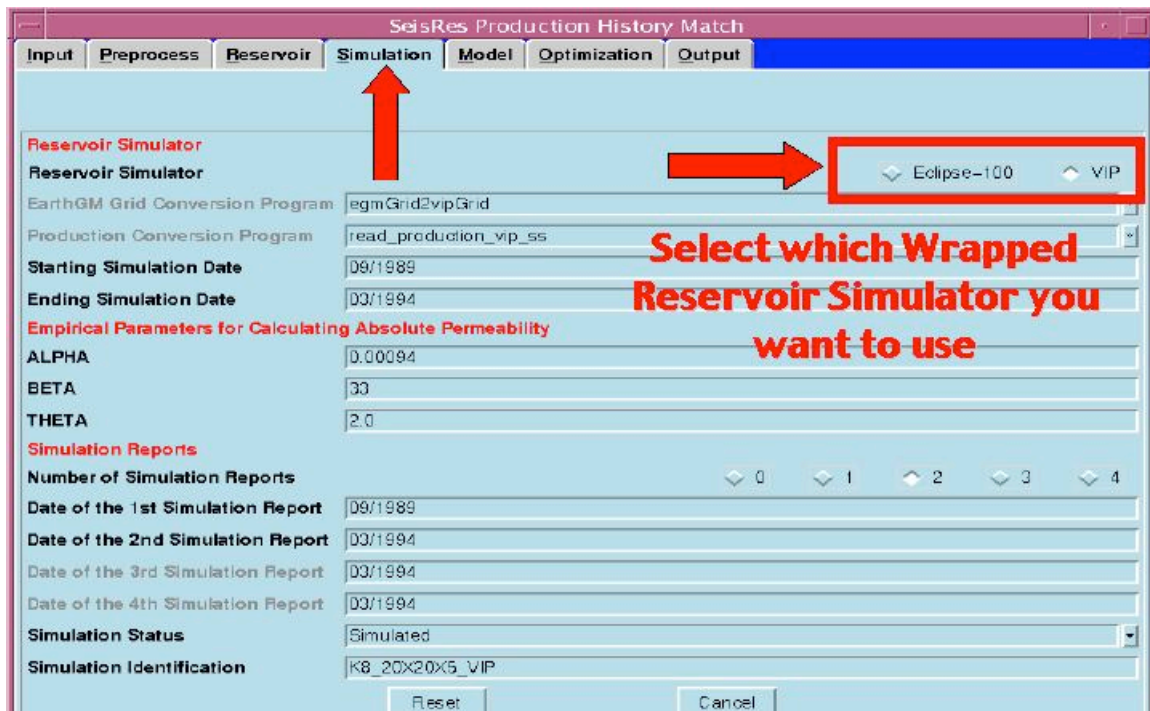 SeisRes Production History Match
Input Preprocess Reservoir Simulation Model Optimization Output
Reservoir Simulator
Reservoir Simulator Eclipse-100 VIP
EarthGM Grid Conversion Program egmGrid2vipGrid
Production Conversion Program read_production_vip_ss
Starting Simulation Date 09/1989
Ending Simulation Date 03/1994
Select which Wrapped
Reservoir Simulator you
want to use
Empirical Parameters for Calculating Absolute Permeability
ALPHA 0.00094
BETA 33
THETA 2.0
Simulation Reports
Number of Simulation Reports 0 1 2 3 4
Date of the 1st Simulation Report 09/1989
Date of the 2nd Simulation Report 03/1994
Date of the 3rd Simulation Report 03/1994
Date of the 4th Simulation Report 03/1994
Simulation Status Simulated
Simulation Identification K8_20X20X5_VIP
Reset Cancel